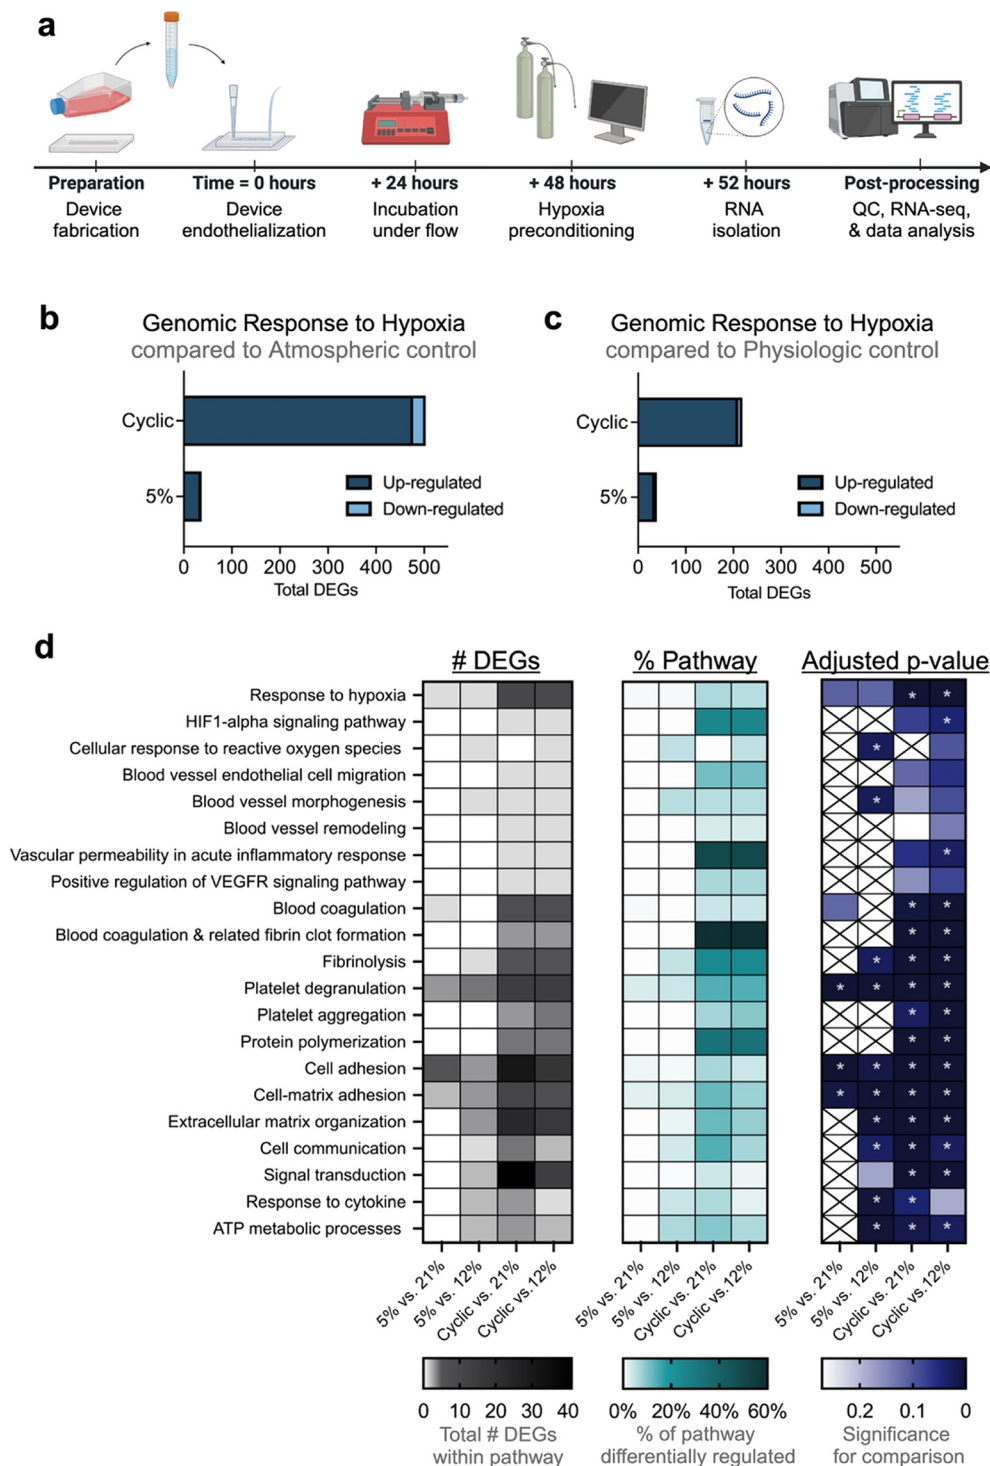 a
Preparation
Device
fabrication
Time = 0 hours
Device
endothelialization
+ 24 hours
Incubation
under flow
+ 48 hours
Hypoxia
preconditioning
+ 52 hours
RNA
isolation
Post-processing
QC, RNA-seq,
& data analysis
b
Genomic Response to Hypoxia
compared to Atmospheric control
Cyclic
5%
Up-regulated
Down-regulated
0 100 200 300 400 500
Total DEGs
c
Genomic Response to Hypoxia
compared to Physiologic control
Cyclic
5%
Up-regulated
Down-regulated
0 100 200 300 400 500
Total DEGs
d
# DEGs
% Pathway
Adjusted p-value
Response to hypoxia
* *
HIF1-alpha signaling pathway
*
Cellular response to reactive oxygen species
*
Blood vessel endothelial cell migration
Blood vessel morphogenesis
*
Blood vessel remodeling
Vascular permeability in acute inflammatory response
*
Positive regulation of VEGFR signaling pathway
Blood coagulation
* *
Blood coagulation & related fibrin clot formation
* *
Fibrinolysis
* * *
Platelet degranulation
* * * *
Platelet aggregation
* *
Protein polymerization
* *
Cell adhesion
* * * *
Cell-matrix adhesion
* * * *
Extracellular matrix organization
* * *
Cell communication
* * *
Signal transduction
* *
Response to cytokine
* *
ATP metabolic processes
* * *
5% vs. 21%
5% vs. 12%
Cyclic vs. 21%
Cyclic vs.12%
5% vs. 21%
5% vs. 12%
Cyclic vs. 21%
Cyclic vs.12%
5% vs. 21%
5% vs. 12%
Cyclic vs. 21%
Cyclic vs.12%
0 10 20 30 40
Total # DEGs
within pathway
0% 20% 40% 60%
% of pathway
differentially regulated
0.2 0.1 0
Significance
for comparison